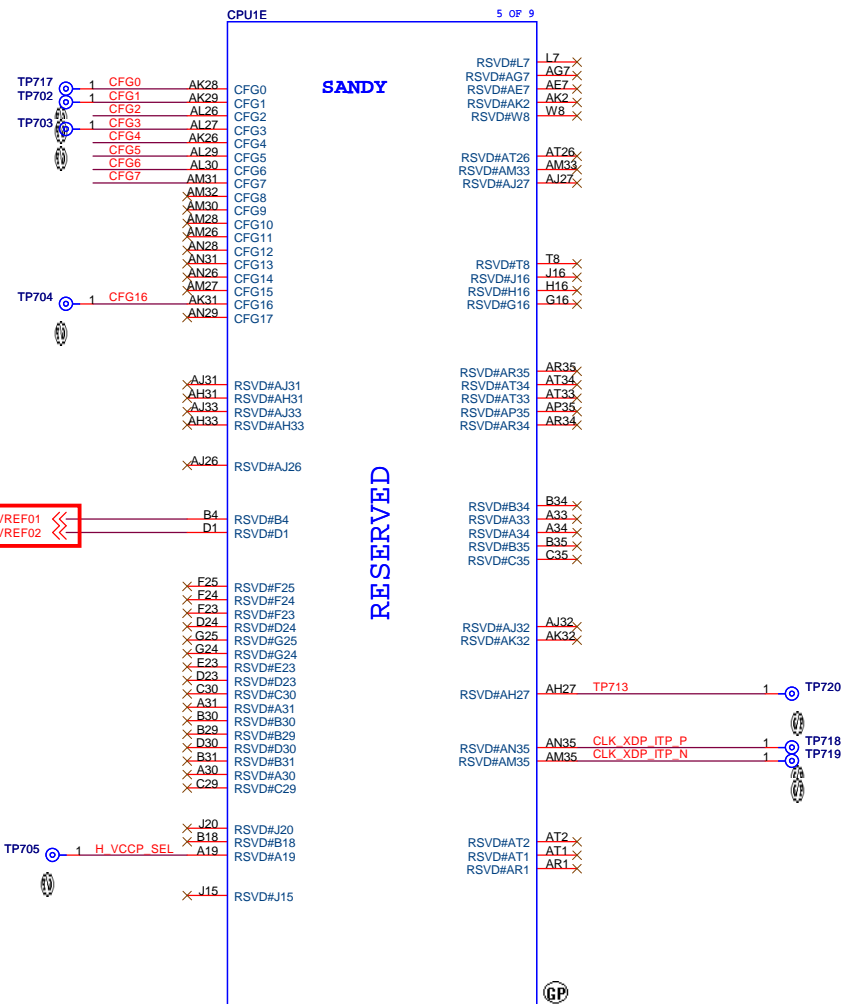 CPU1E 5 OF 9
SANDY
RESERVED
TP717 1 CFG0 AK28 CFG0
TP702 1 CFG1 AK29 CFG1
CFG2 AL26 CFG2
TP703 1 CFG3 AL27 CFG3
CFG4 AK26 CFG4
CFG5 AL29 CFG5
CFG6 AL30 CFG6
CFG7 AM31 CFG7
AM32 CFG8
AM30 CFG9
AM28 CFG10
AM26 CFG11
AN28 CFG12
AN31 CFG13
AN26 CFG14
AM27 CFG15
TP704 1 CFG16 AK31 CFG16
AN29 CFG17
AJ31 RSVD#AJ31
AH31 RSVD#AH31
AJ33 RSVD#AJ33
AH33 RSVD#AH33
AJ26 RSVD#AJ26
/REF01 B4 RSVD#B4
/REF02 D1 RSVD#D1
F25 RSVD#F25
F24 RSVD#F24
F23 RSVD#F23
D24 RSVD#D24
G25 RSVD#G25
G24 RSVD#G24
E23 RSVD#E23
D23 RSVD#D23
C30 RSVD#C30
A31 RSVD#A31
B30 RSVD#B30
B29 RSVD#B29
D30 RSVD#D30
B31 RSVD#B31
A30 RSVD#A30
C29 RSVD#C29
J20 RSVD#J20
B18 RSVD#B18
TP705 1 H_VCCP_SEL A19 RSVD#A19
J15 RSVD#J15
RSVD#L7 L7
RSVD#AG7 AG7
RSVD#AE7 AE7
RSVD#AK2 AK2
RSVD#W8 W8
RSVD#AT26 AT26
RSVD#AM33 AM33
RSVD#AJ27 AJ27
RSVD#T8 T8
RSVD#J16 J16
RSVD#H16 H16
RSVD#G16 G16
RSVD#AR35 AR35
RSVD#AT34 AT34
RSVD#AT33 AT33
RSVD#AP35 AP35
RSVD#AR34 AR34
RSVD#B34 B34
RSVD#A33 A33
RSVD#A34 A34
RSVD#B35 B35
RSVD#C35 C35
RSVD#AJ32 AJ32
RSVD#AK32 AK32
RSVD#AH27 AH27 TP713 1 TP720
RSVD#AN35 AN35 CLK_XDP_ITP_P 1 TP718
RSVD#AM35 AM35 CLK_XDP_ITP_N 1 TP719
RSVD#AT2 AT2
RSVD#AT1 AT1
RSVD#AR1 AR1
GP